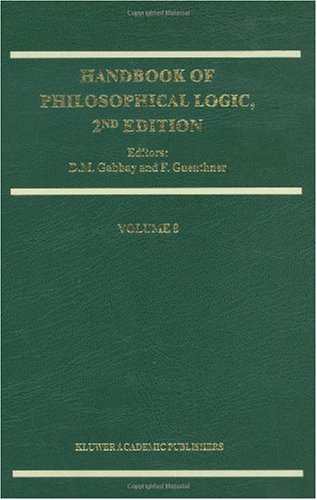 HANDBOOK OF
PHILOSOPHICAL LOGIC,
2ND EDITION
Editors:
D.M. Gabbay and F. Guenthner
VOLUME 8
KLUWER ACADEMIC PUBLISHERS